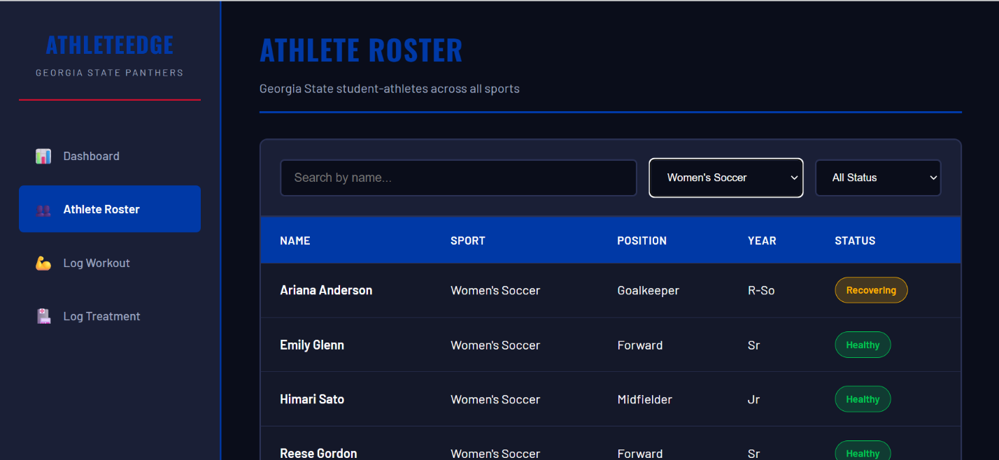 ATHLETEEDGE
GEORGIA STATE PANTHERS
Dashboard
Athlete Roster
Log Workout
Log Treatment
ATHLETE ROSTER
Georgia State student-athletes across all sports
Search by name... Women's Soccer All Status
NAME SPORT POSITION YEAR STATUS
Ariana Anderson Women's Soccer Goalkeeper R-So Recovering
Emily Glenn Women's Soccer Forward Sr Healthy
Himari Sato Women's Soccer Midfielder Jr Healthy
Reese Gordon Women's Soccer Forward Sr Healthy